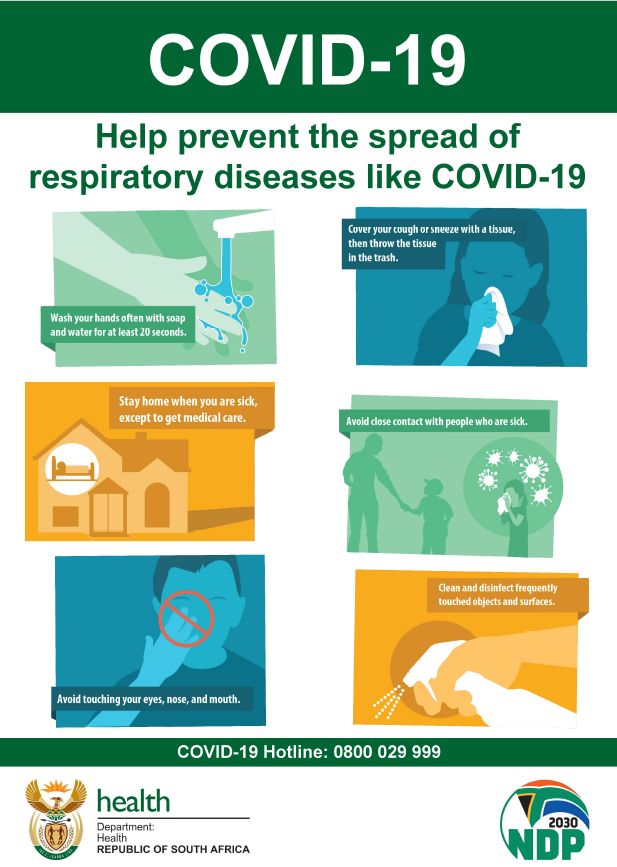 COVID-19
Help prevent the spread of
respiratory diseases like COVID-19
Wash your hands often with soap
and water for at least 20 seconds.
Cover your cough or sneeze with a tissue,
then throw the tissue
in the trash.
Stay home when you are sick,
except to get medical care.
Avoid close contact with people who are sick.
Avoid touching your eyes, nose, and mouth.
Clean and disinfect frequently
touched objects and surfaces.
COVID-19 Hotline: 0800 029 999
health
Department:
Health
REPUBLIC OF SOUTH AFRICA
2030
NDP